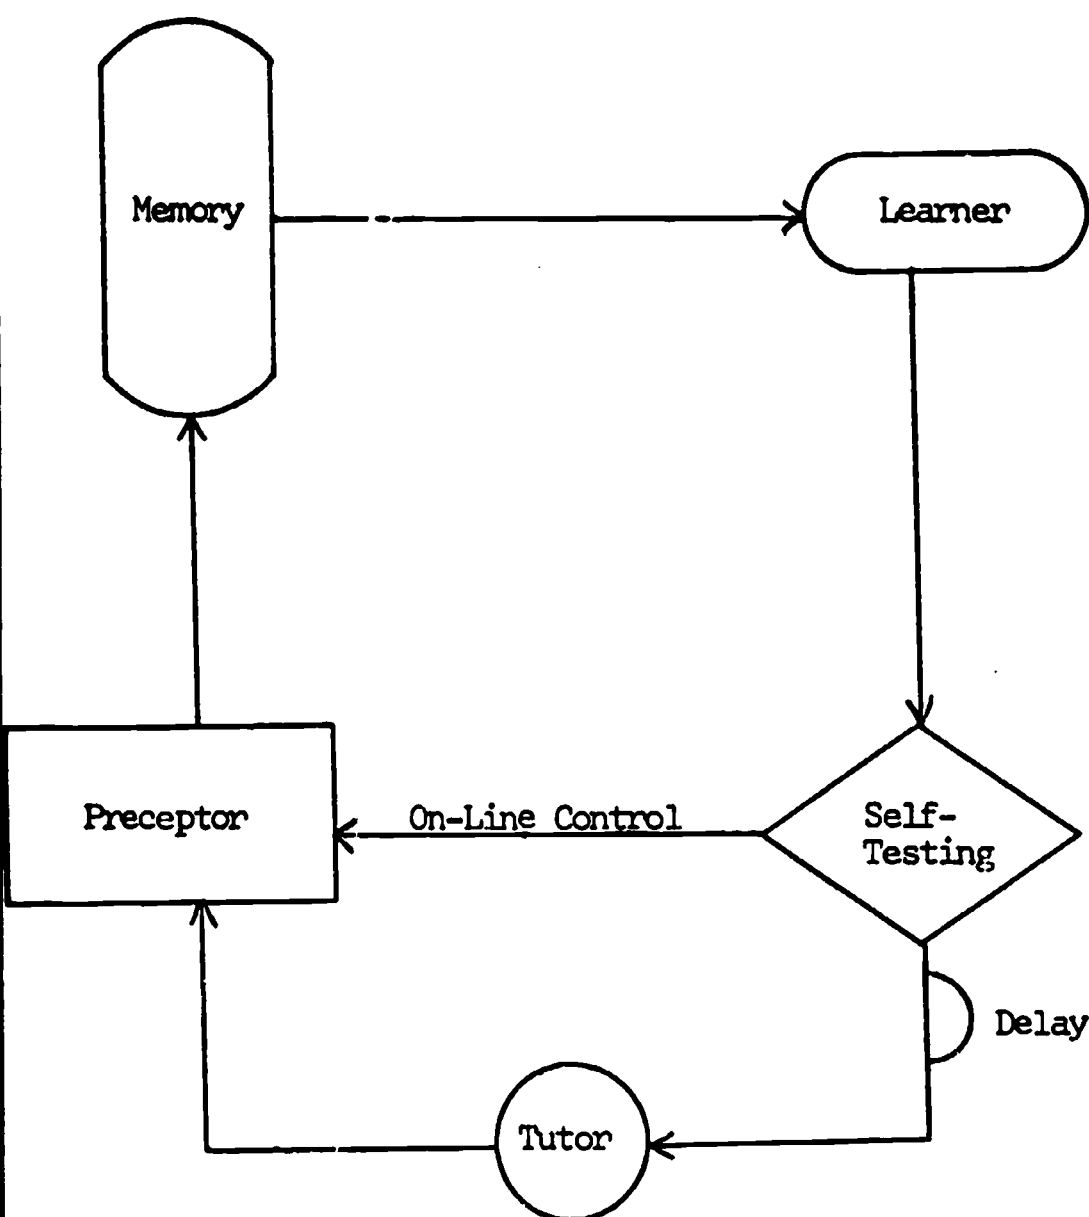 Memory
Learner
Preceptor
On-Line Control
Self-
Testing
Delay
Tutor